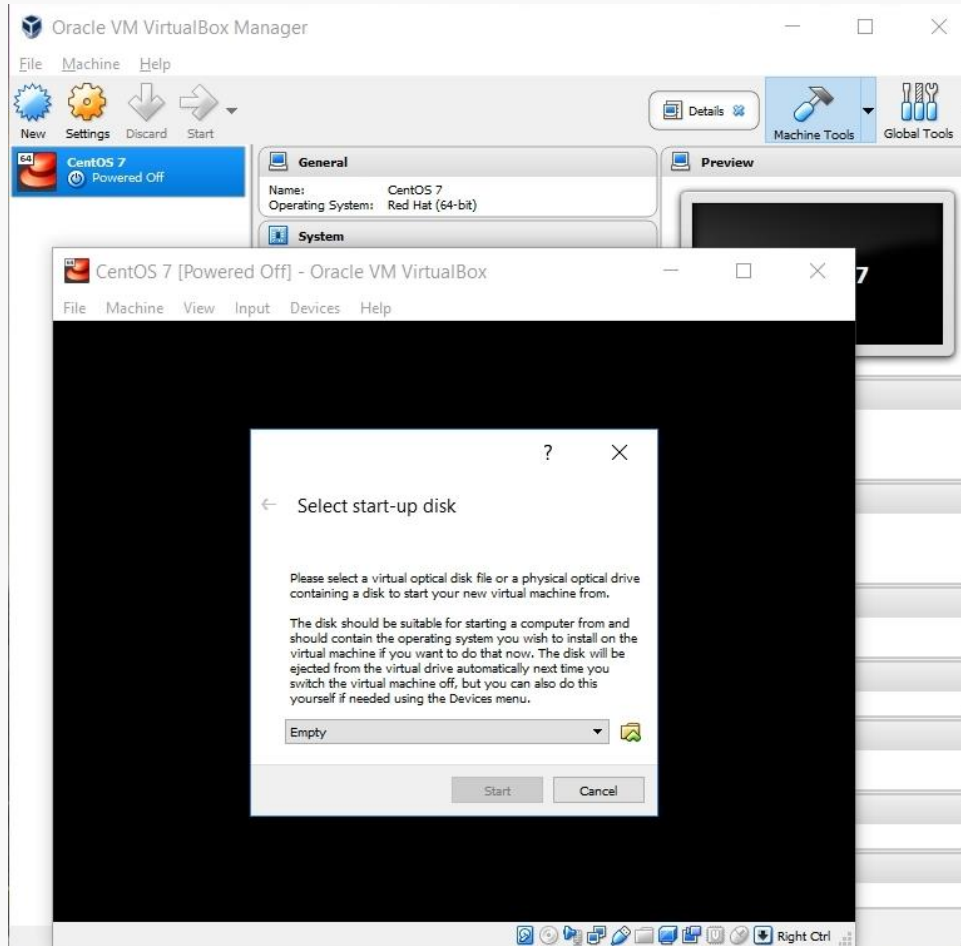 Oracle VM VirtualBox Manager
File Machine Help
New Settings Discard Start
Details
Machine Tools
Global Tools
64
CentOS 7
Powered Off
General
Name: CentOS 7
Operating System: Red Hat (64-bit)
System
Preview
7
64
CentOS 7 [Powered Off] - Oracle VM VirtualBox
File Machine View Input Devices Help
?
Select start-up disk
Please select a virtual optical disk file or a physical optical drive
containing a disk to start your new virtual machine from.
The disk should be suitable for starting a computer from and
should contain the operating system you wish to install on the
virtual machine if you want to do that now. The disk will be
ejected from the virtual drive automatically next time you
switch the virtual machine off, but you can also do this
yourself if needed using the Devices menu.
Empty
Start Cancel
Right Ctrl